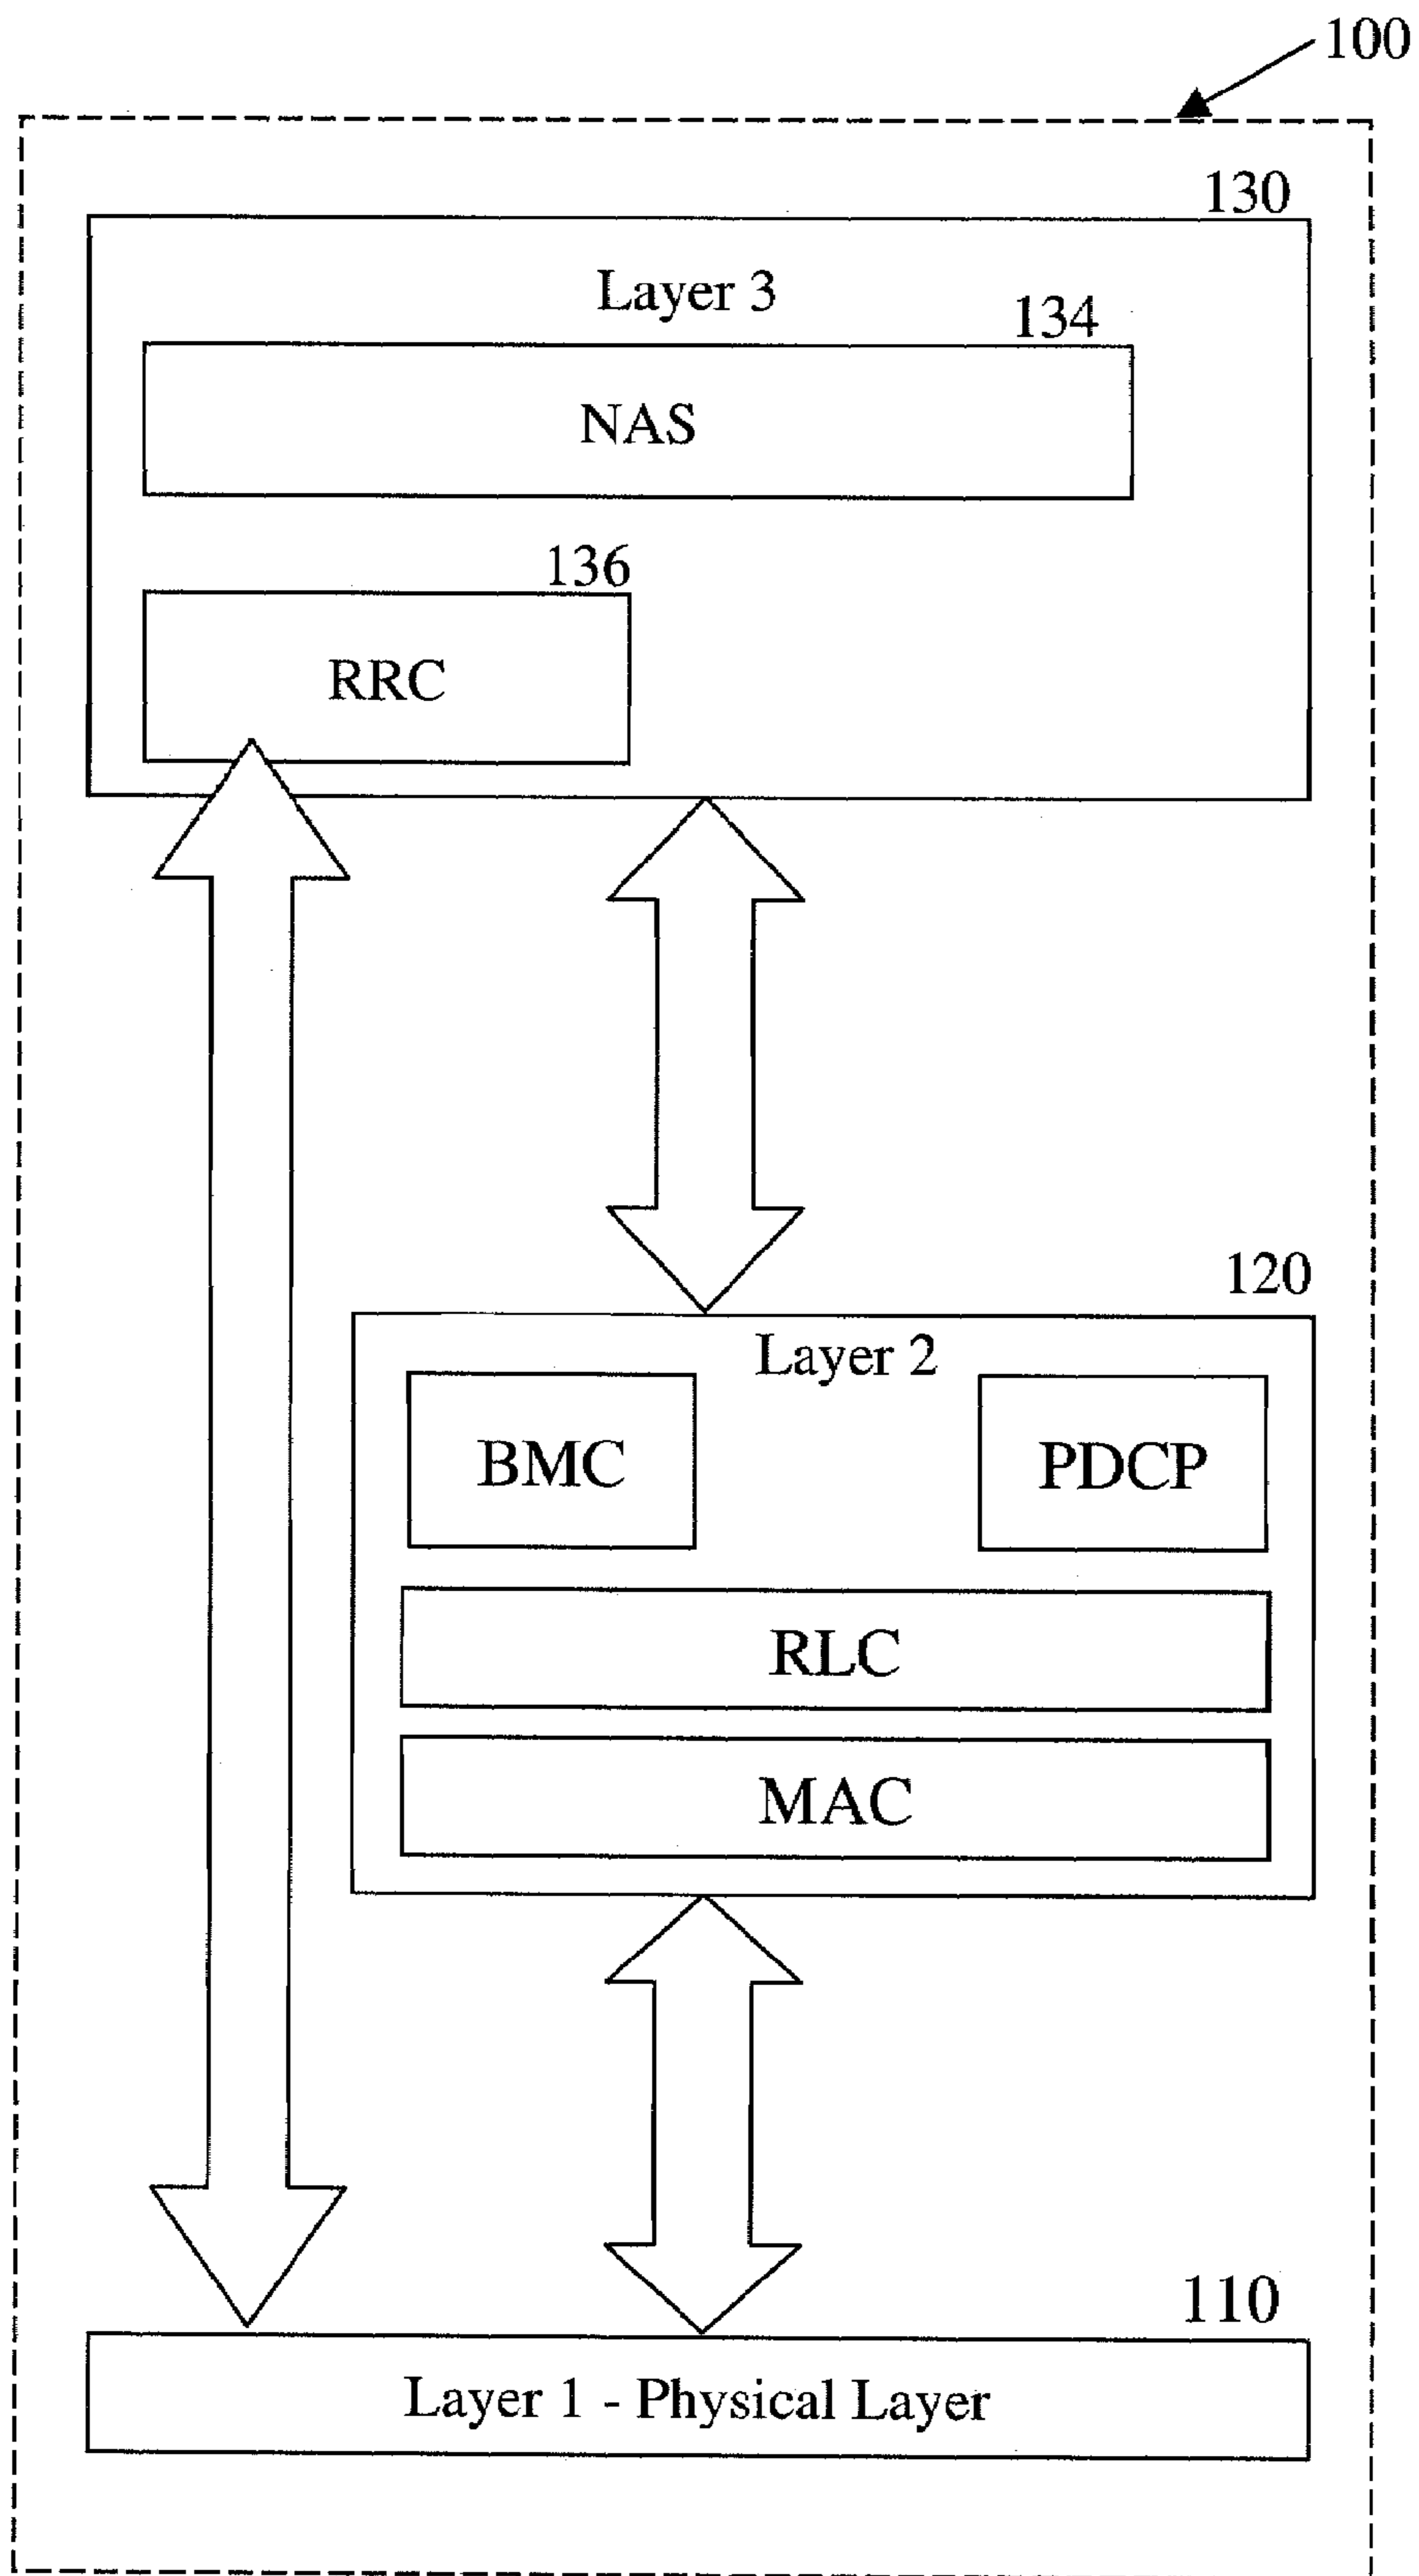 100
130
Layer 3
134
NAS
136
RRC
120
Layer 2
BMC
PDCP
RLC
MAC
110
Layer 1 - Physical Layer